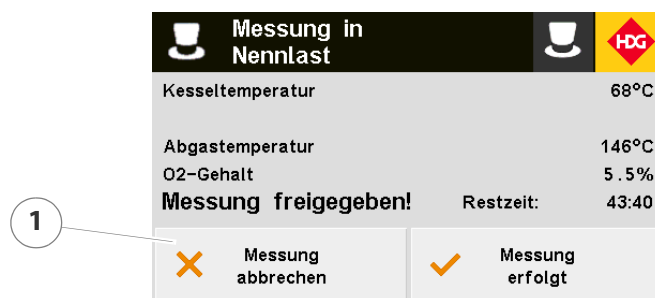 Messung in
Nennlast
HDG
Kesseltemperatur 68°C
Abgastemperatur 146°C
O2-Gehalt 5.5%
Messung freigegeben! Restzeit: 43:40
1
Messung
abbrechen
Messung
erfolgt